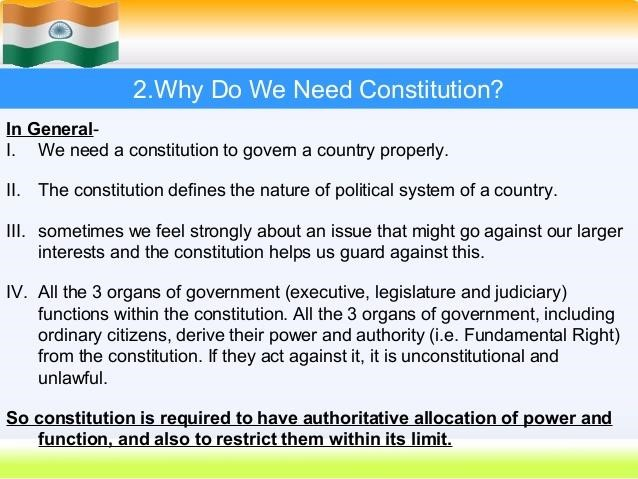 2.Why Do We Need Constitution?
In General-
I. We need a constitution to govern a country properly.
II. The constitution defines the nature of political system of a country.
III. sometimes we feel strongly about an issue that might go against our larger
interests and the constitution helps us guard against this.
IV. All the 3 organs of government (executive, legislature and judiciary)
functions within the constitution. All the 3 organs of government, including
ordinary citizens, derive their power and authority (i.e. Fundamental Right)
from the constitution. If they act against it, it is unconstitutional and
unlawful.
So constitution is required to have authoritative allocation of power and
function, and also to restrict them within its limit.